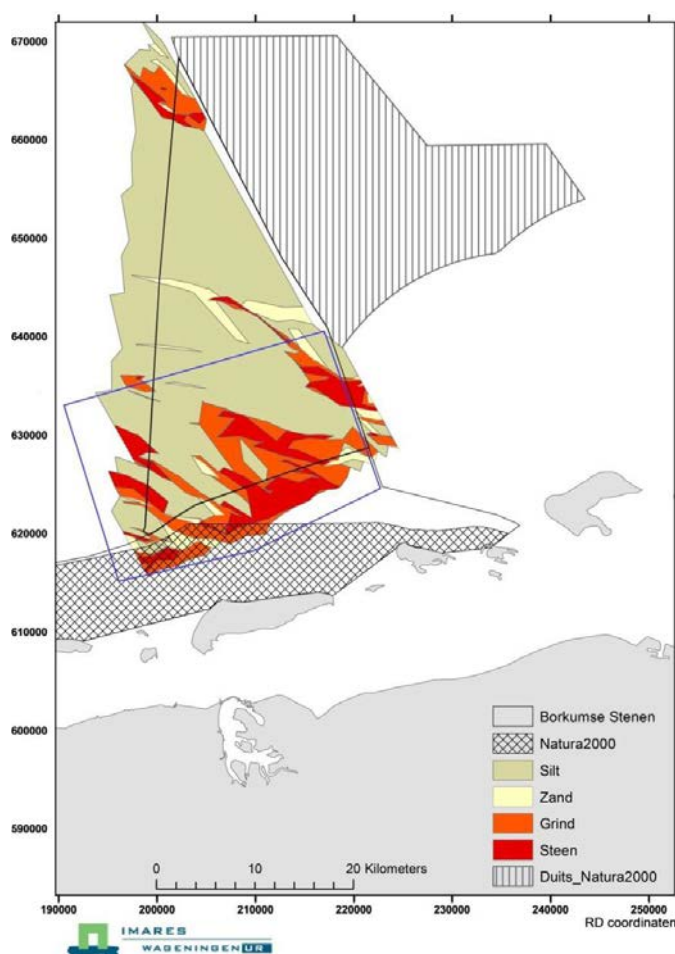 670000
660000
650000
640000
630000
620000
610000
600000
590000
Borkumse Stenen
Natura2000
Silt
Zand
Grind
Steen
Duits_Natura2000
0 10 20 Kilometers
190000 200000 210000 220000 230000 240000 250000
RD coordinaten
IMARES
WAGENINGEN UR